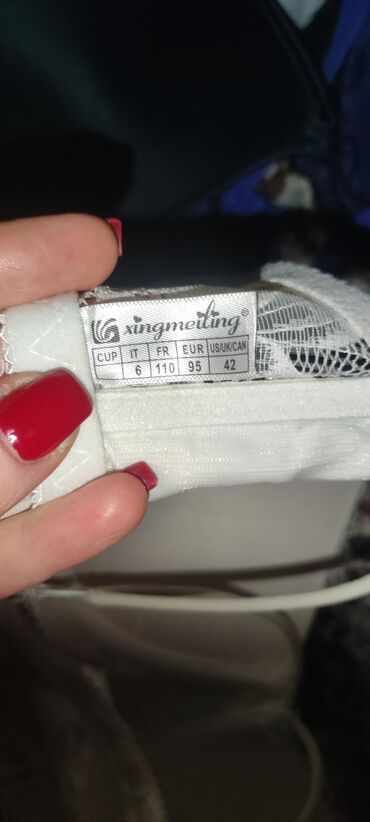 xingmeiling®
CUP IT FR EUR US/UK/CAN
6 110 95 42